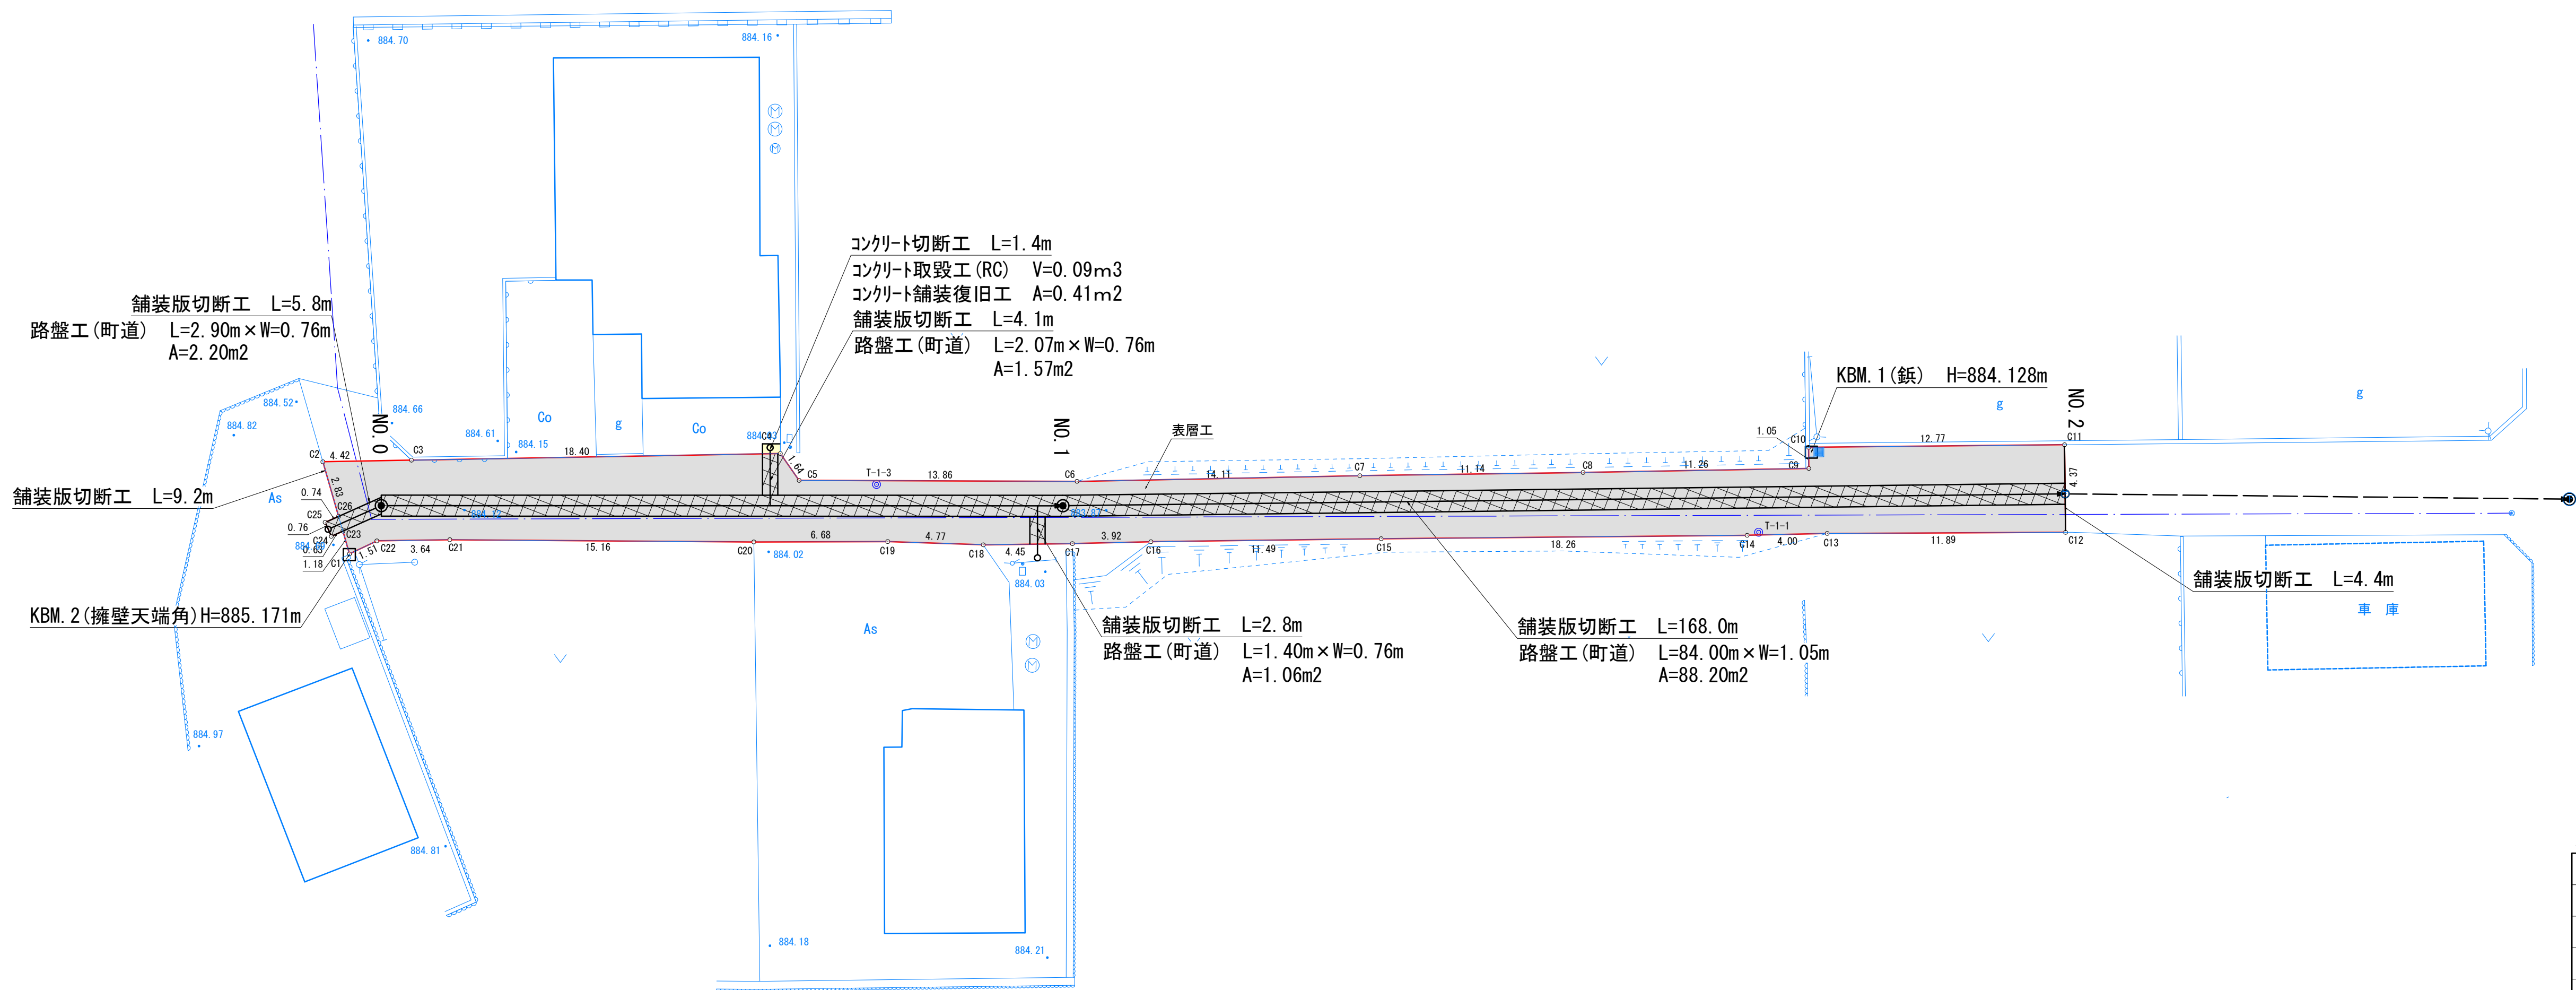 884.70
884.16
コンクリート切断工 L=1.4m
コンクリート取毀工(RC) V=0.09m3
コンクリート舗装復旧工 A=0.41m2
舗装版切断工 L=4.1m
路盤工(町道) L=2.07m×W=0.76m
A=1.57m2
舗装版切断工 L=5.8m
路盤工(町道) L=2.90m×W=0.76m
A=2.20m2
KBM.1(鋲) H=884.128m
g
g
884.52
884.82
884.66
884.61
884.15
Co
g
Co
NO.0
NO.1
NO.2
表層工
C2
4.42
C3
18.40
C4
1.64
C5
T-1-3
13.86
C6
14.11
C7
11.14
C8
11.26
C9
1.05
C10
12.77
C11
4.37
舗装版切断工 L=9.2m
As
2.83
0.74
C26
C25
0.76
C24
C23
0.63
1.18
C1
1.51
C22
3.64
C21
15.16
C20
884.02
6.68
C19
4.77
C18
4.45
C17
3.92
C16
11.49
C15
18.26
C14
T-1-1
4.00
C13
11.89
C12
884.03
KBM.2(擁壁天端角)H=885.171m
As
舗装版切断工 L=2.8m
路盤工(町道) L=1.40m×W=0.76m
A=1.06m2
舗装版切断工 L=168.0m
路盤工(町道) L=84.00m×W=1.05m
A=88.20m2
舗装版切断工 L=4.4m
車 庫
884.97
884.81
884.18
884.21
M
M
M
M
M